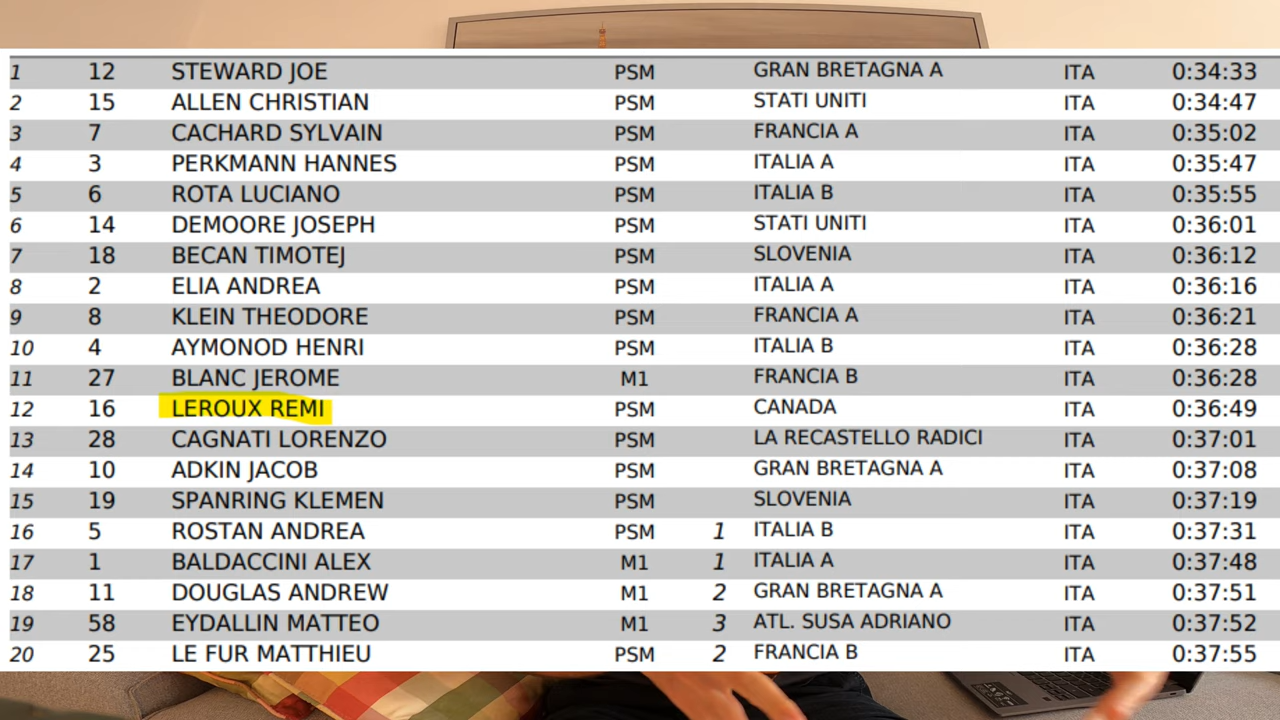 1 12 STEWARD JOE PSM GRAN BRETAGNA A ITA 0:34:33
2 15 ALLEN CHRISTIAN PSM STATI UNITI ITA 0:34:47
3 7 CACHARD SYLVAIN PSM FRANCIA A ITA 0:35:02
4 3 PERKMANN HANNES PSM ITALIA A ITA 0:35:47
5 6 ROTA LUCIANO PSM ITALIA B ITA 0:35:55
6 14 DEMOORE JOSEPH PSM STATI UNITI ITA 0:36:01
7 18 BECAN TIMOTEJ PSM SLOVENIA ITA 0:36:12
8 2 ELIA ANDREA PSM ITALIA A ITA 0:36:16
9 8 KLEIN THEODORE PSM FRANCIA A ITA 0:36:21
10 4 AYMONOD HENRI PSM ITALIA B ITA 0:36:28
11 27 BLANC JEROME M1 FRANCIA B ITA 0:36:28
12 16 LEROUX REMI PSM CANADA ITA 0:36:49
13 28 CAGNATI LORENZO PSM LA RECASTELLO RADICI ITA 0:37:01
14 10 ADKIN JACOB PSM GRAN BRETAGNA A ITA 0:37:08
15 19 SPANRING KLEMEN PSM SLOVENIA ITA 0:37:19
16 5 ROSTAN ANDREA PSM 1 ITALIA B ITA 0:37:31
17 1 BALDACCINI ALEX M1 1 ITALIA A ITA 0:37:48
18 11 DOUGLAS ANDREW M1 2 GRAN BRETAGNA A ITA 0:37:51
19 58 EYDALLIN MATTEO M1 3 ATL. SUSA ADRIANO ITA 0:37:52
20 25 LE FUR MATTHIEU PSM 2 FRANCIA B ITA 0:37:55